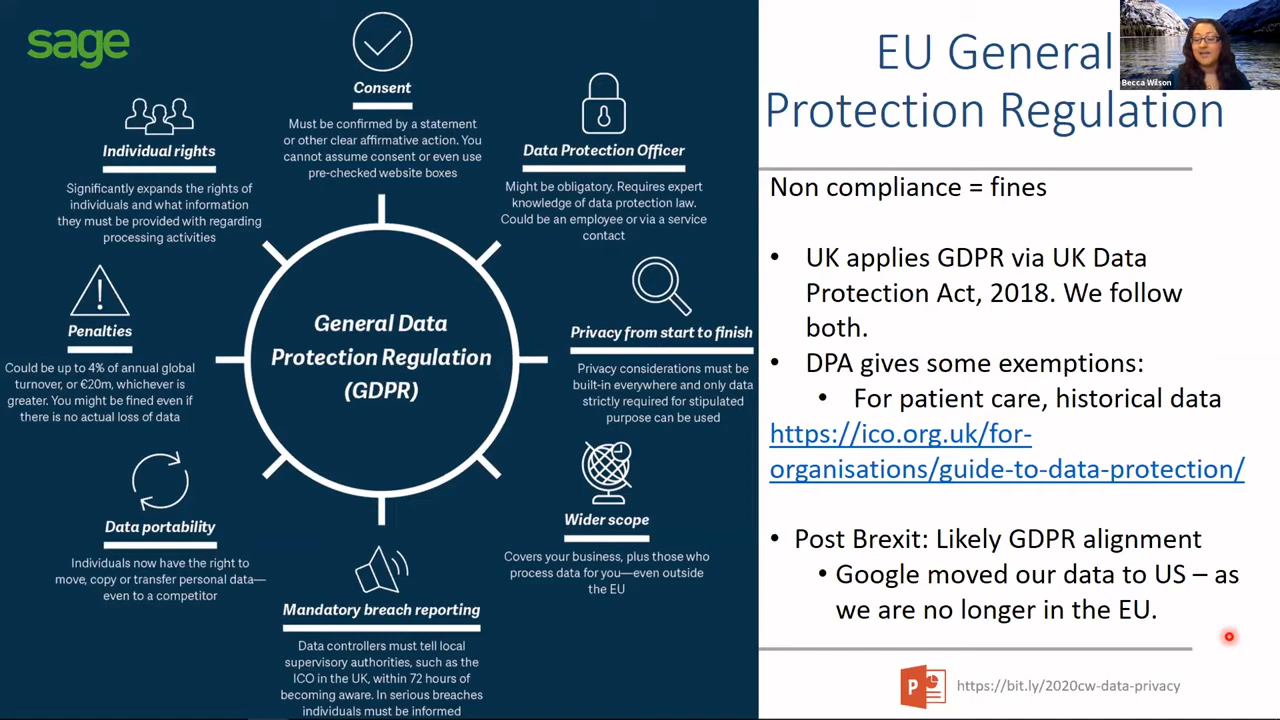 sage
Consent
Must be confirmed by a statement
or other clear affirmative action. You
cannot assume consent or even use
pre-checked website boxes
Individual rights
Significantly expands the rights of
individuals and what information
they must be provided with regarding
processing activities
Data Protection Officer
Might be obligatory. Requires expert
knowledge of data protection law.
Could be an employee or via a service
contact
Penalties
Could be up to 4% of annual global
turnover, or €20m, whichever is
greater. You might be fined even if
there is no actual loss of data
General Data
Protection Regulation
(GDPR)
Privacy from start to finish
Privacy considerations must be
built-in everywhere and only data
strictly required for stipulated
purpose can be used
Data portability
Individuals now have the right to
move, copy or transfer personal data—
even to a competitor
Wider scope
Covers your business, plus those who
process data for you—even outside
the EU
Mandatory breach reporting
Data controllers must tell local
supervisory authorities, such as the
ICO in the UK, within 72 hours of
becoming aware. In serious breaches
individuals must be informed
EU General
Protection Regulation
Becca Wilson
Non compliance = fines
• UK applies GDPR via UK Data
Protection Act, 2018. We follow
both.
• DPA gives some exemptions:
• For patient care, historical data
https://ico.org.uk/for-
organisations/guide-to-data-protection/
• Post Brexit: Likely GDPR alignment
• Google moved our data to US – as
we are no longer in the EU.
P
https://bit.ly/2020cw-data-privacy